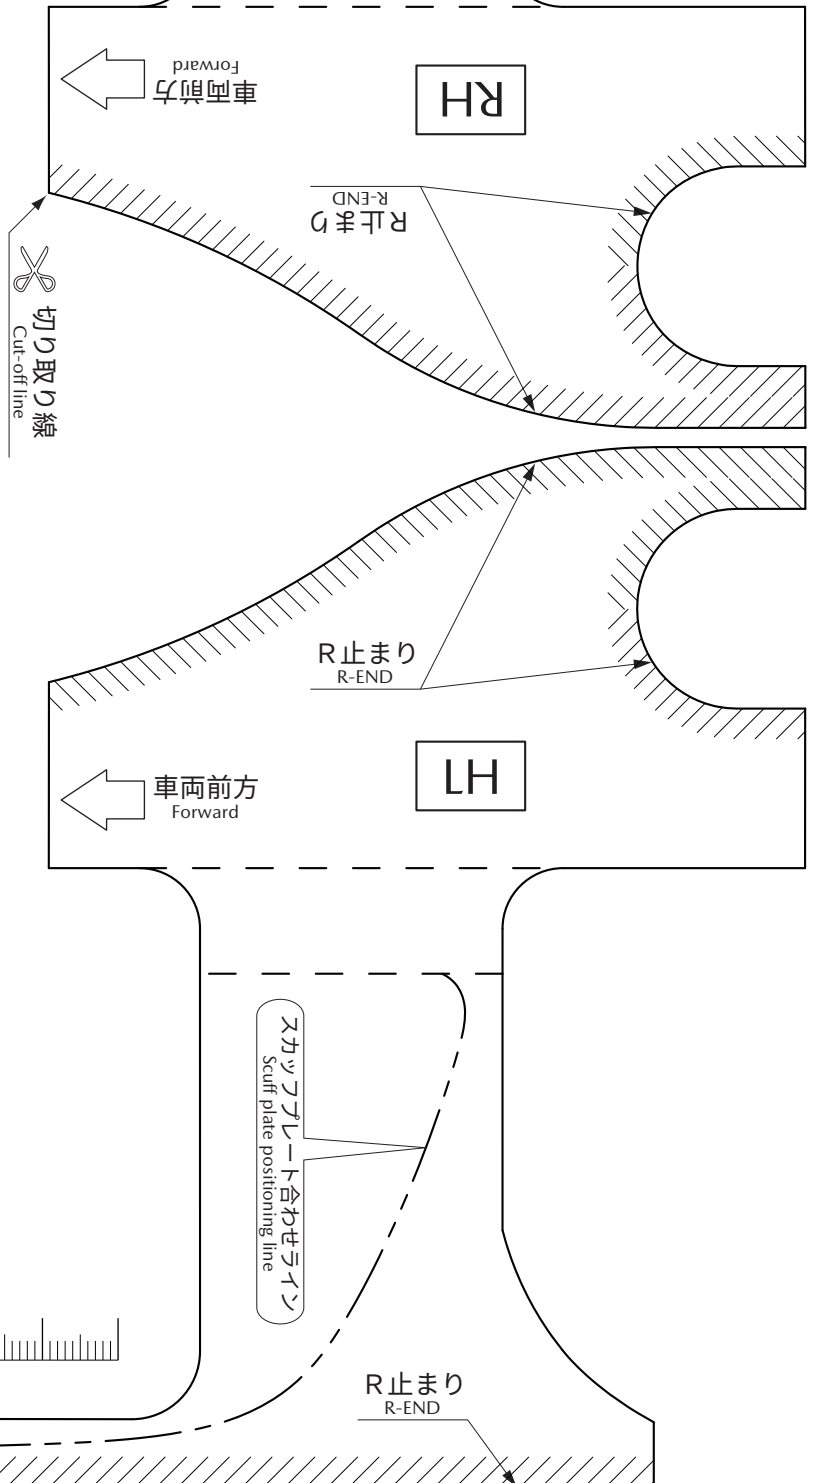 車両前方
Forward
RH
R止まり
R-END
切り取り線
Cut-off line
R止まり
R-END
車両前方
Forward
LH
スカッフプレート合わせライン
Scuff plate positioning line
R止まり
R-END